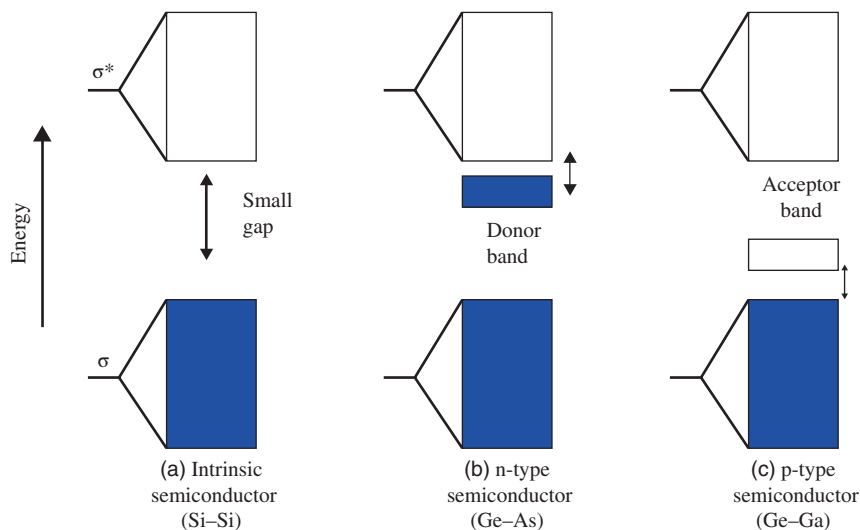 σ*
Energy
Small
gap
σ
(a) Intrinsic
semiconductor
(Si–Si)
Donor
band
(b) n-type
semiconductor
(Ge–As)
Acceptor
band
(c) p-type
semiconductor
(Ge–Ga)